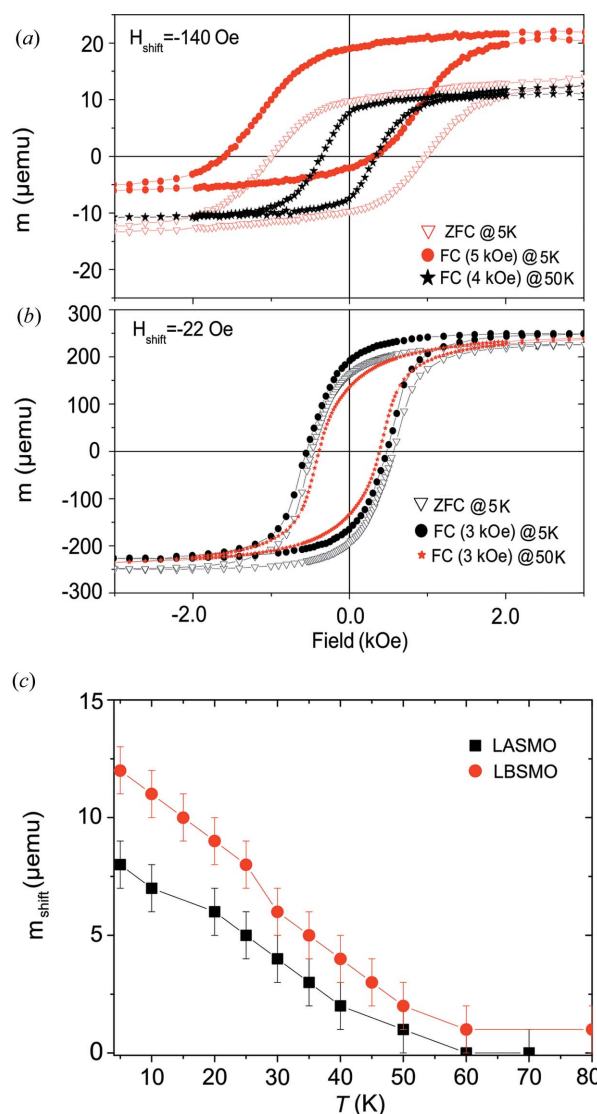 (a)
H_shift=-140 Oe
20
10
0
-10
-20
m (μemu)
ZFC @5K
FC (5 kOe) @5K
FC (4 kOe) @50K
(b)
H_shift=-22 Oe
300
200
100
0
-100
-200
-300
m (μemu)
ZFC @5K
FC (3 kOe) @5K
FC (3 kOe) @50K
-2.0 0.0 2.0
Field (kOe)
(c)
15
10
5
0
m_shift (μemu)
LASMO
LBSMO
10 20 30 40 50 60 70 80
T (K)